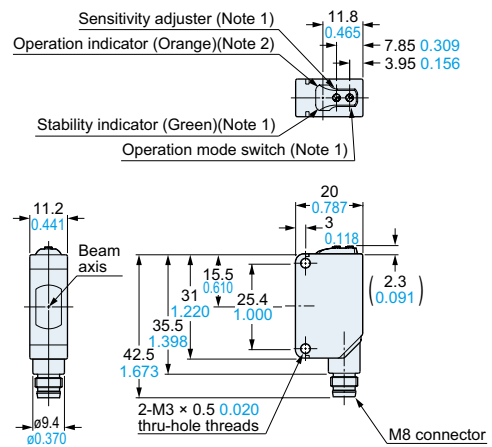 Sensitivity adjuster (Note 1)
Operation indicator (Orange)(Note 2)
11.8
0.465
7.85 0.309
3.95 0.156
Stability indicator (Green)(Note 1)
Operation mode switch (Note 1)
11.2
0.441
Beam
axis
20
0.787
3
0.118
2.3
0.091
15.5
0.610
25.4
1.000
31
1.220
35.5
1.398
42.5
1.673
ø9.4
ø0.370
2-M3 × 0.5 0.020
thru-hole threads
M8 connector